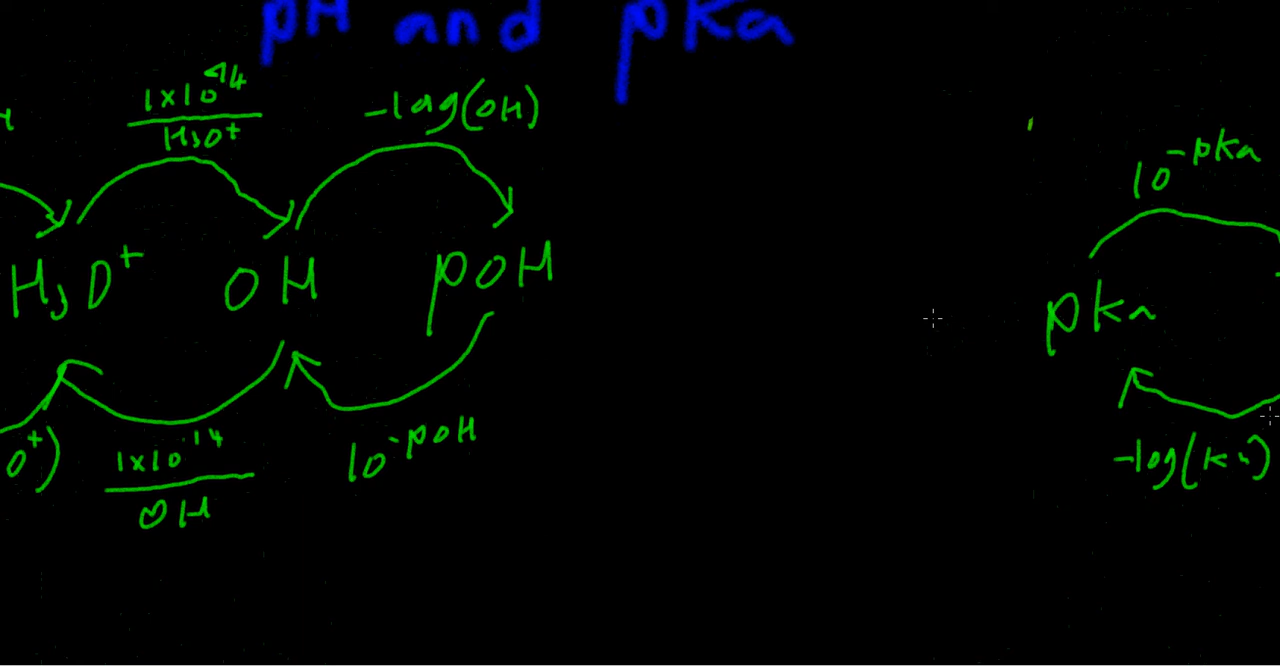 pH and pKa
1x10^-14
H3O+
-log(OH)
10^-pKa
H3O+
OH
pOH
pKa
O+)
1x10^-14
OH
10^-pOH
-log(Ka)